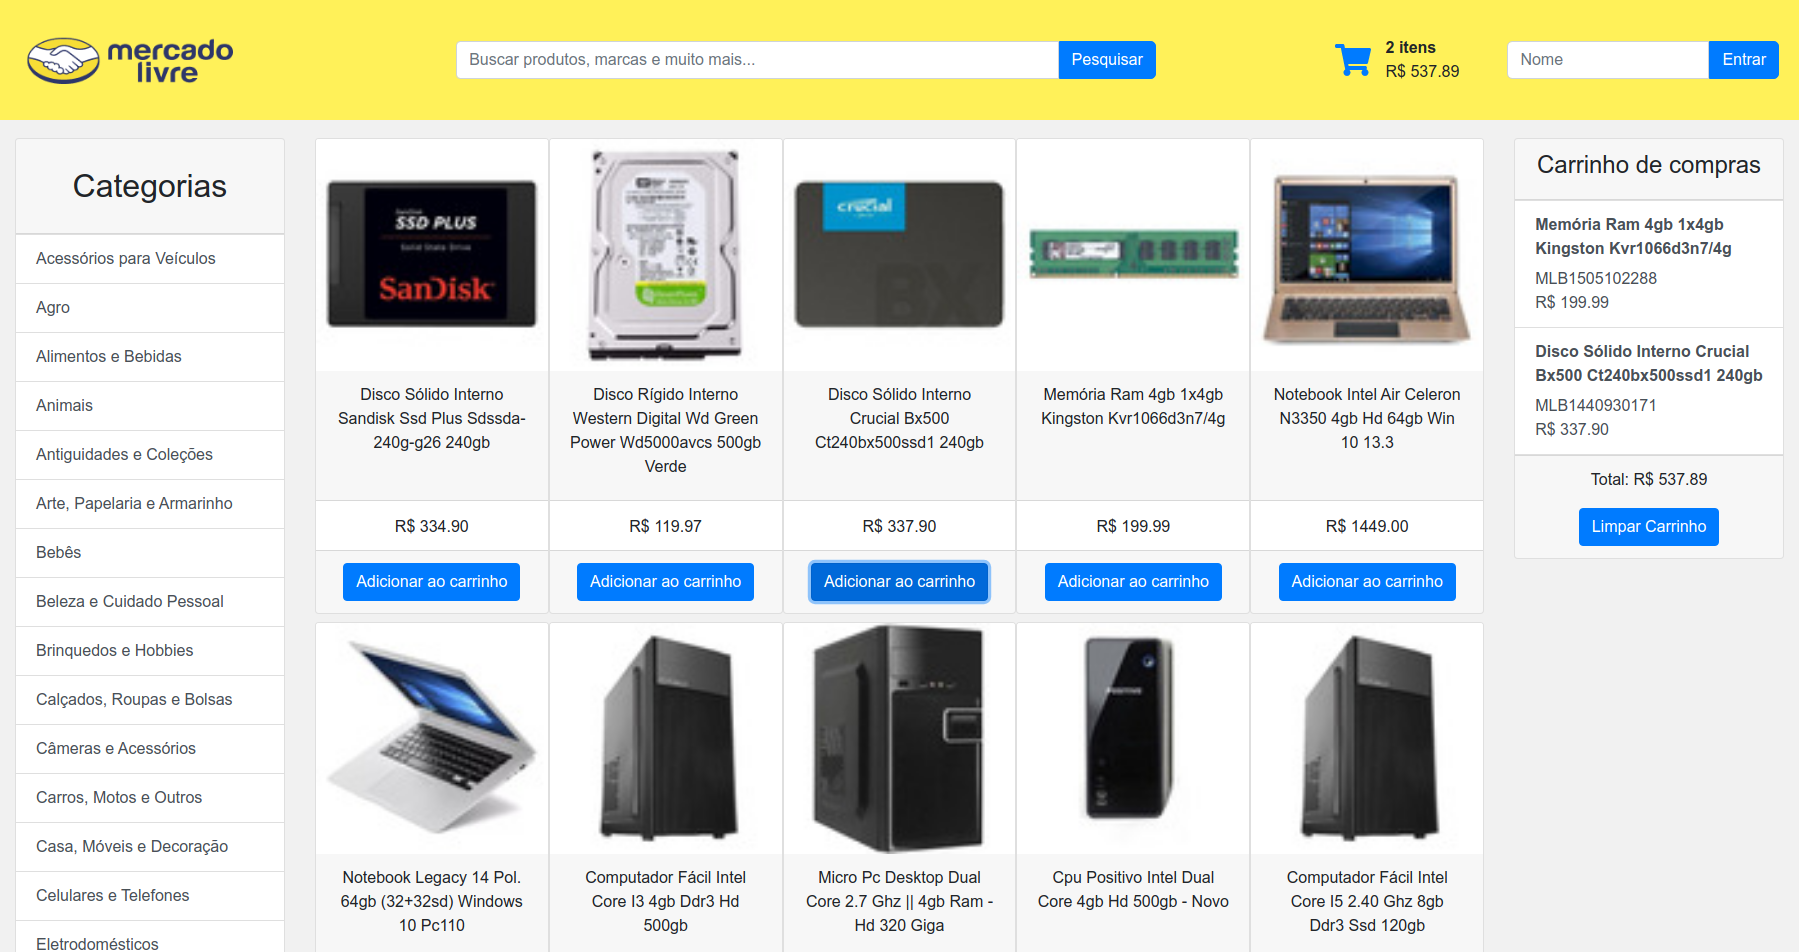 mercado
livre
Buscar produtos, marcas e muito mais...
Pesquisar
2 itens
R$ 537.89
Nome
Entrar
Categorias
Acessórios para Veículos
Agro
Alimentos e Bebidas
Animais
Antiguidades e Coleções
Arte, Papelaria e Armarinho
Bebês
Beleza e Cuidado Pessoal
Brinquedos e Hobbies
Calçados, Roupas e Bolsas
Câmeras e Acessórios
Carros, Motos e Outros
Casa, Móveis e Decoração
Celulares e Telefones
Eletrodomésticos
SSD PLUS
Solid State Drive
SanDisk
Disco Sólido Interno
Sandisk Ssd Plus Sdssda-
240g-g26 240gb
R$ 334.90
Adicionar ao carrinho
Disco Rígido Interno
Western Digital Wd Green
Power Wd5000avcs 500gb
Verde
R$ 119.97
Adicionar ao carrinho
crucial
BX
Disco Sólido Interno
Crucial Bx500
Ct240bx500ssd1 240gb
R$ 337.90
Adicionar ao carrinho
Memória Ram 4gb 1x4gb
Kingston Kvr1066d3n7/4g
R$ 199.99
Adicionar ao carrinho
Notebook Intel Air Celeron
N3350 4gb Hd 64gb Win
10 13.3
R$ 1449.00
Adicionar ao carrinho
Notebook Legacy 14 Pol.
64gb (32+32sd) Windows
10 Pc110
Computador Fácil Intel
Core I3 4gb Ddr3 Hd
500gb
Micro Pc Desktop Dual
Core 2.7 Ghz || 4gb Ram -
Hd 320 Giga
POSITIVO
Cpu Positivo Intel Dual
Core 4gb Hd 500gb - Novo
Computador Fácil Intel
Core I5 2.40 Ghz 8gb
Ddr3 Ssd 120gb
Carrinho de compras
Memória Ram 4gb 1x4gb
Kingston Kvr1066d3n7/4g
MLB1505102288
R$ 199.99
Disco Sólido Interno Crucial
Bx500 Ct240bx500ssd1 240gb
MLB1440930171
R$ 337.90
Total: R$ 537.89
Limpar Carrinho